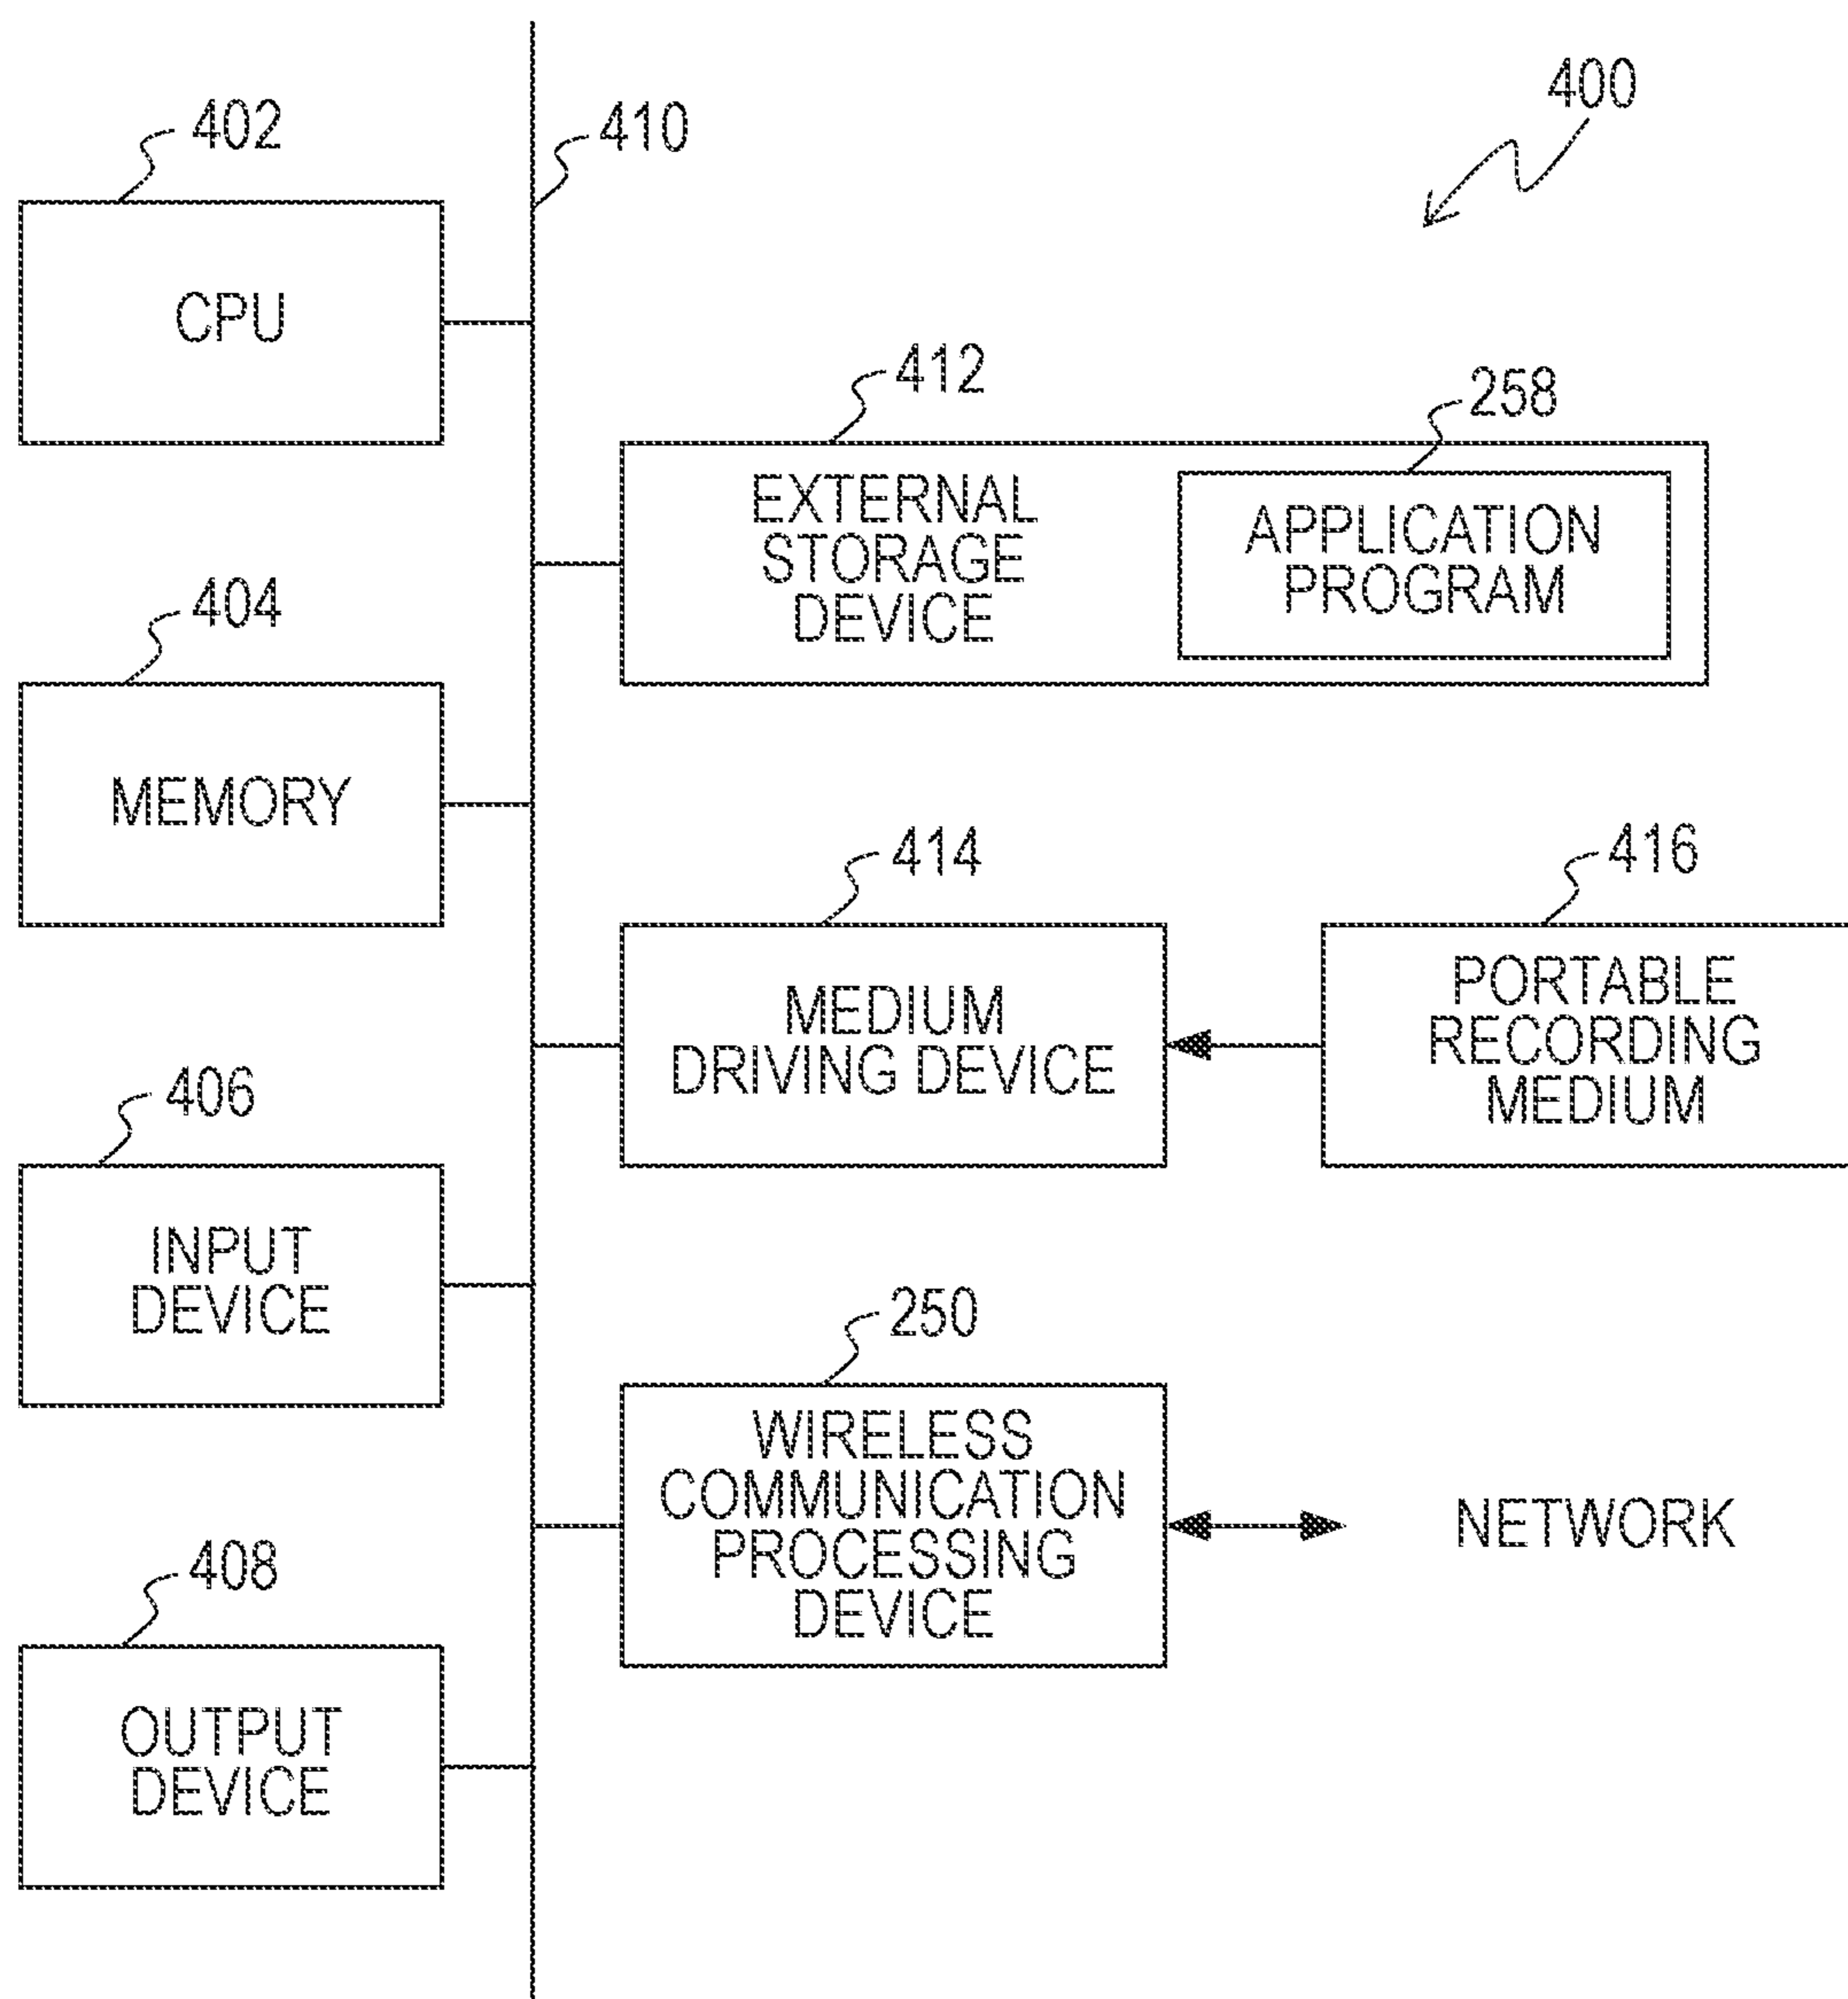 400
402
410
CPU
412
258
EXTERNAL
STORAGE
DEVICE
APPLICATION
PROGRAM
404
MEMORY
414
416
MEDIUM
DRIVING DEVICE
PORTABLE
RECORDING
MEDIUM
406
INPUT
DEVICE
250
WIRELESS
COMMUNICATION
PROCESSING
DEVICE
NETWORK
408
OUTPUT
DEVICE